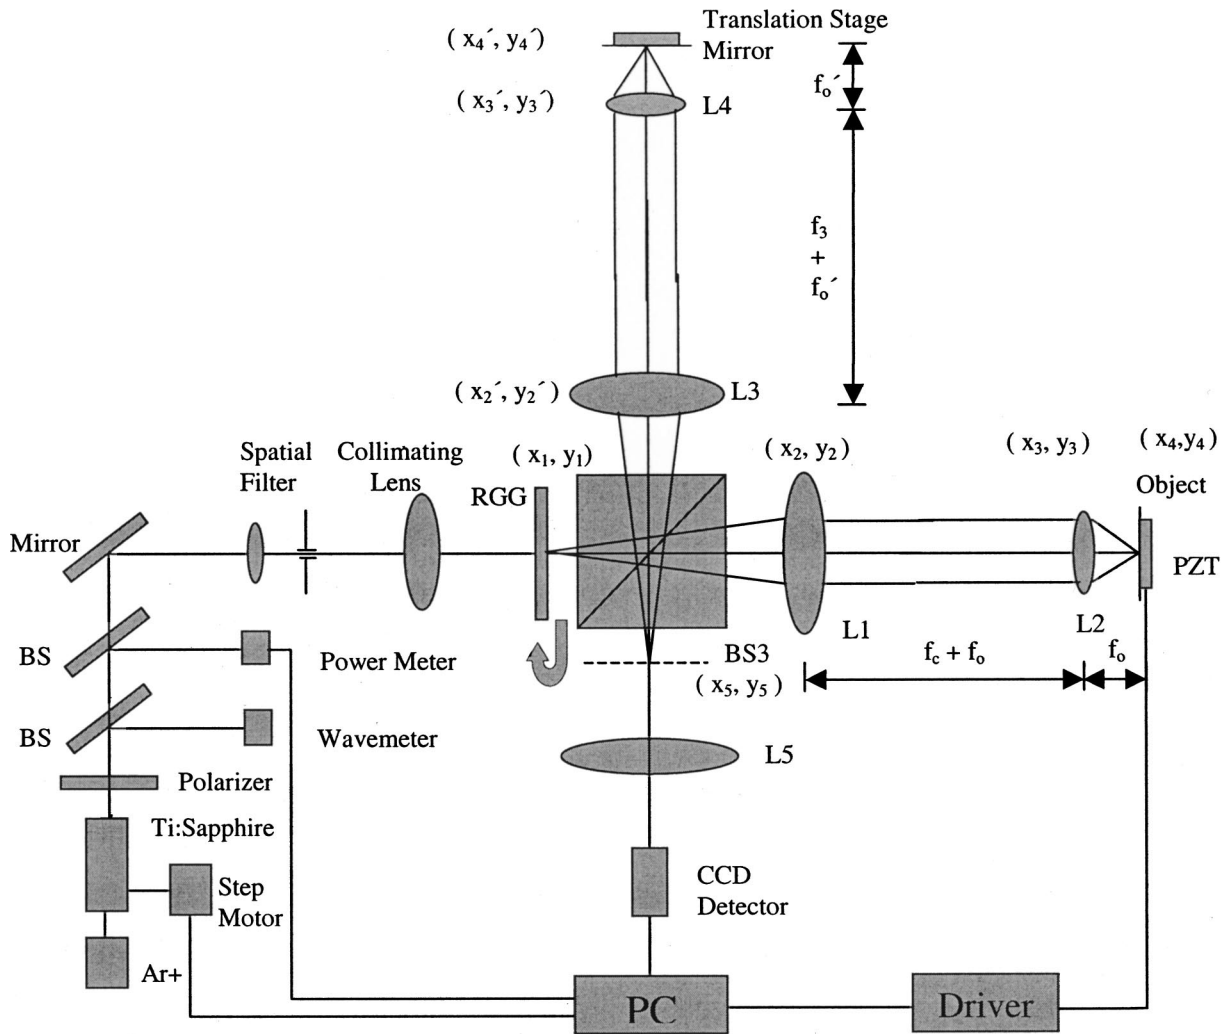 Translation Stage
Mirror
( x4´, y4´)
( x3´, y3´)
L4
fo´
f3
+
fo´
( x2´, y2´)
L3
Spatial
Filter
Collimating
Lens
( x1, y1)
RGG
( x2, y2)
( x3, y3)
( x4,y4)
Object
Mirror
PZT
L1
L2
BS
Power Meter
BS3
( x5, y5)
fc + fo
fo
BS
Wavemeter
L5
Polarizer
Ti:Sapphire
Step
Motor
CCD
Detector
Ar+
PC
Driver